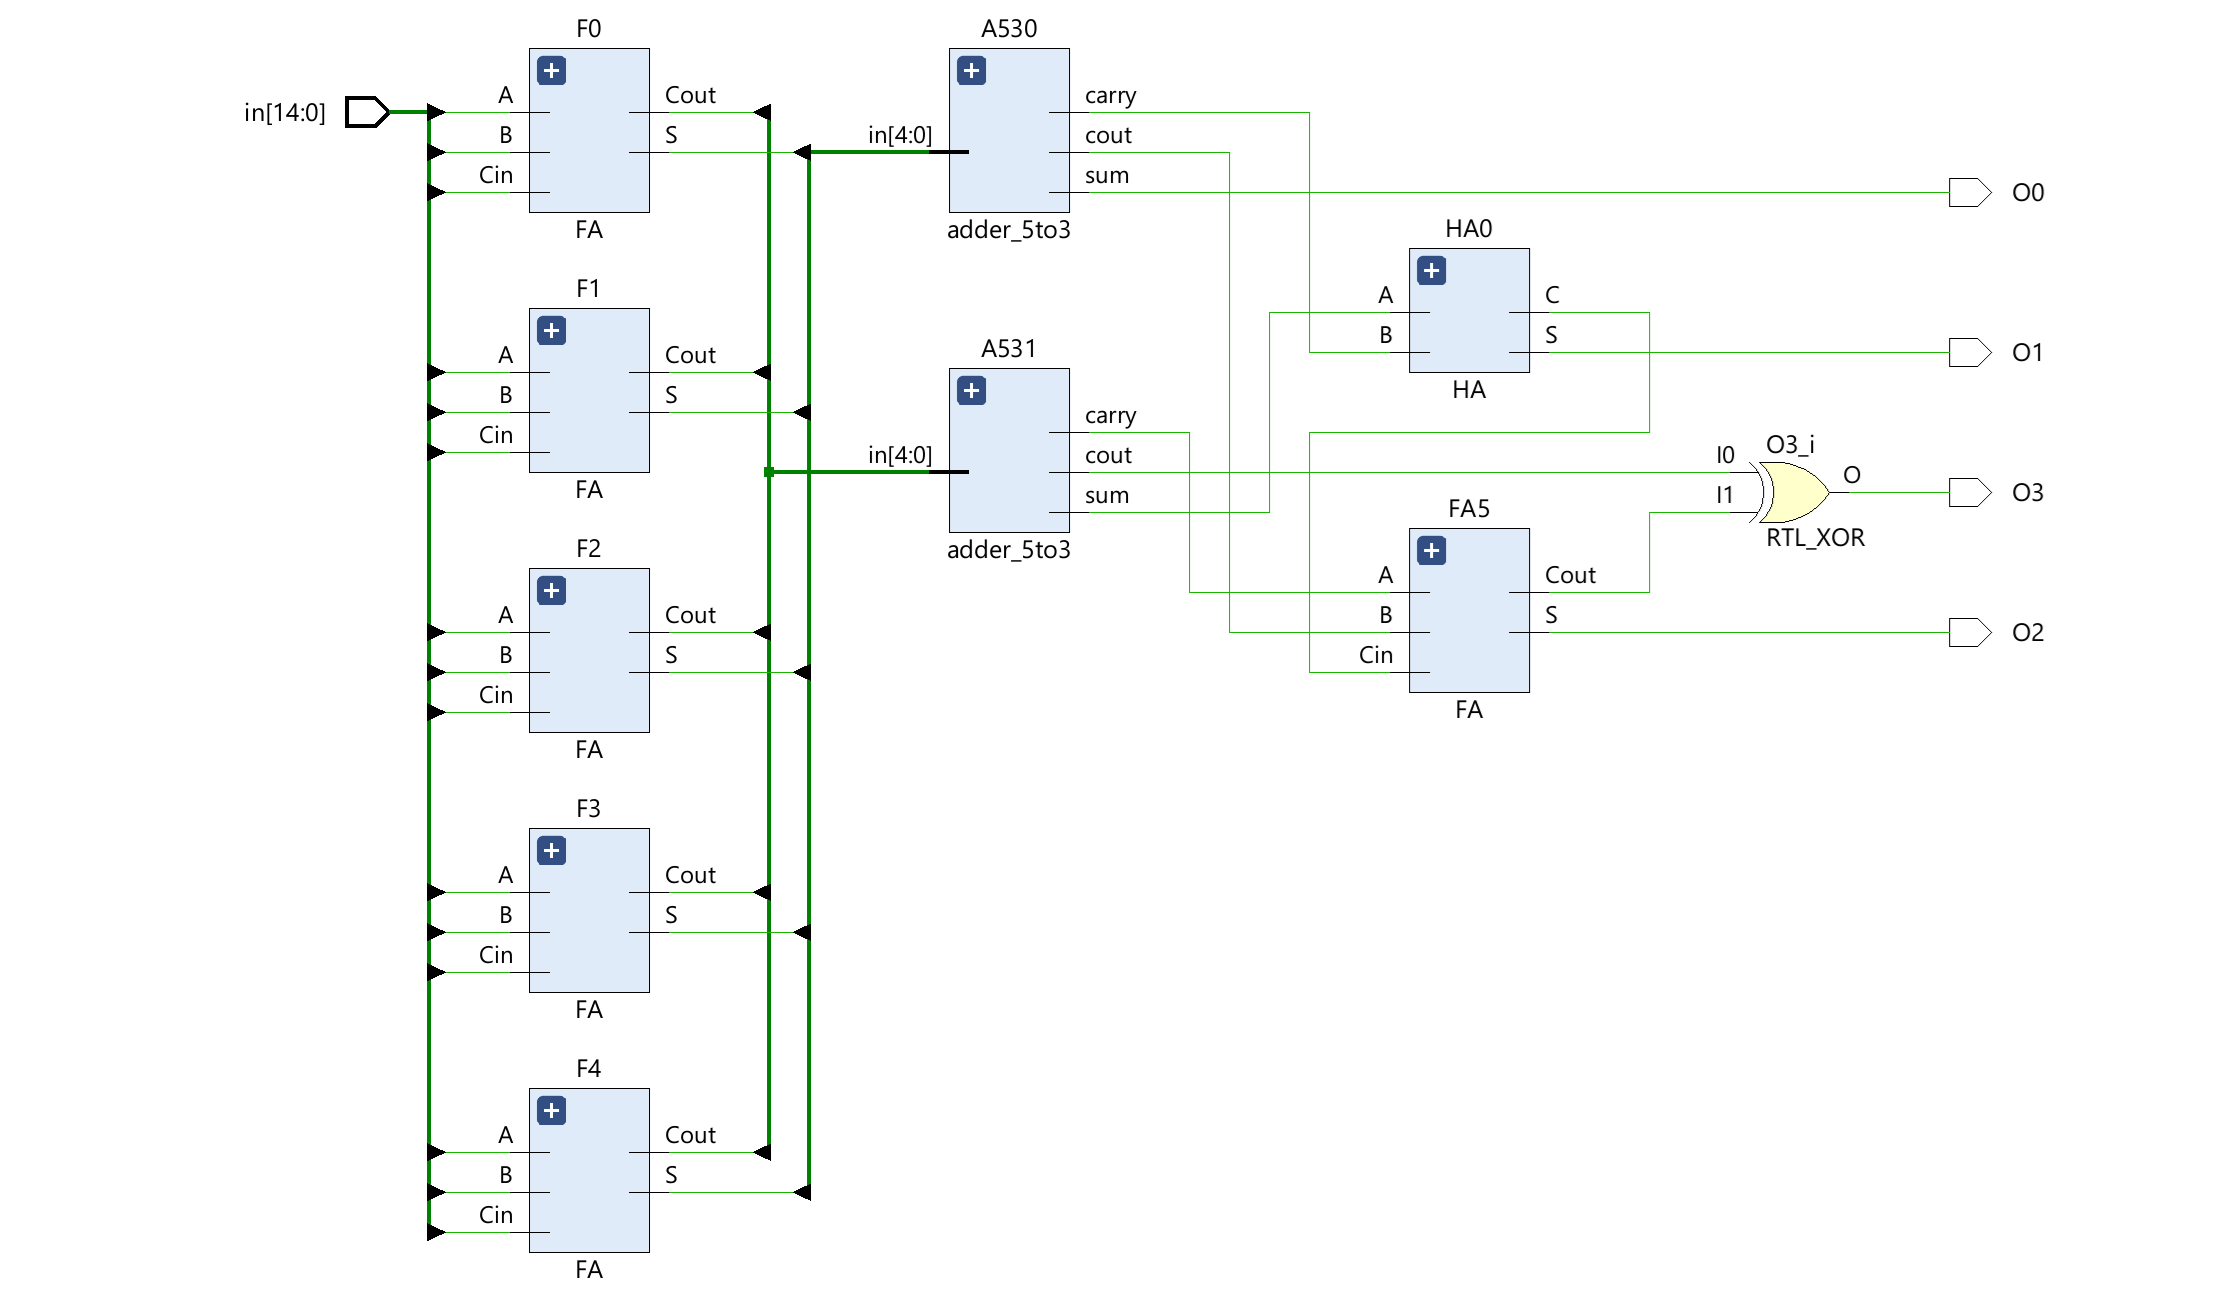 F0
A530
in[14:0]
A
B
Cin
Cout
S
FA
in[4:0]
carry
cout
sum
adder_5to3
O0
F1
A
B
Cin
Cout
S
FA
A531
in[4:0]
carry
cout
sum
adder_5to3
HA0
A
B
C
S
HA
O1
O3_i
I0
I1
O
RTL_XOR
O3
FA5
A
B
Cin
Cout
S
FA
O2
F2
A
B
Cin
Cout
S
FA
F3
A
B
Cin
Cout
S
FA
F4
A
B
Cin
Cout
S
FA